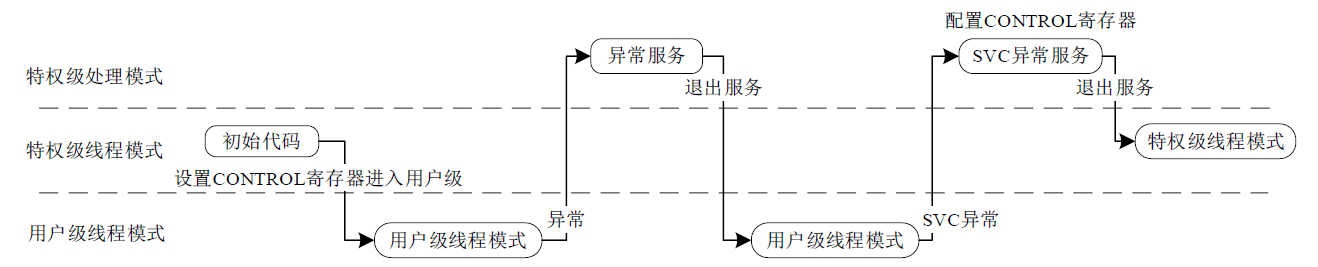 配置CONTROL寄存器
特权级处理模式
异常服务
SVC异常服务
退出服务
退出服务
特权级线程模式
初始代码
特权级线程模式
设置CONTROL寄存器进入用户级
异常
SVC异常
用户级线程模式
用户级线程模式
用户级线程模式